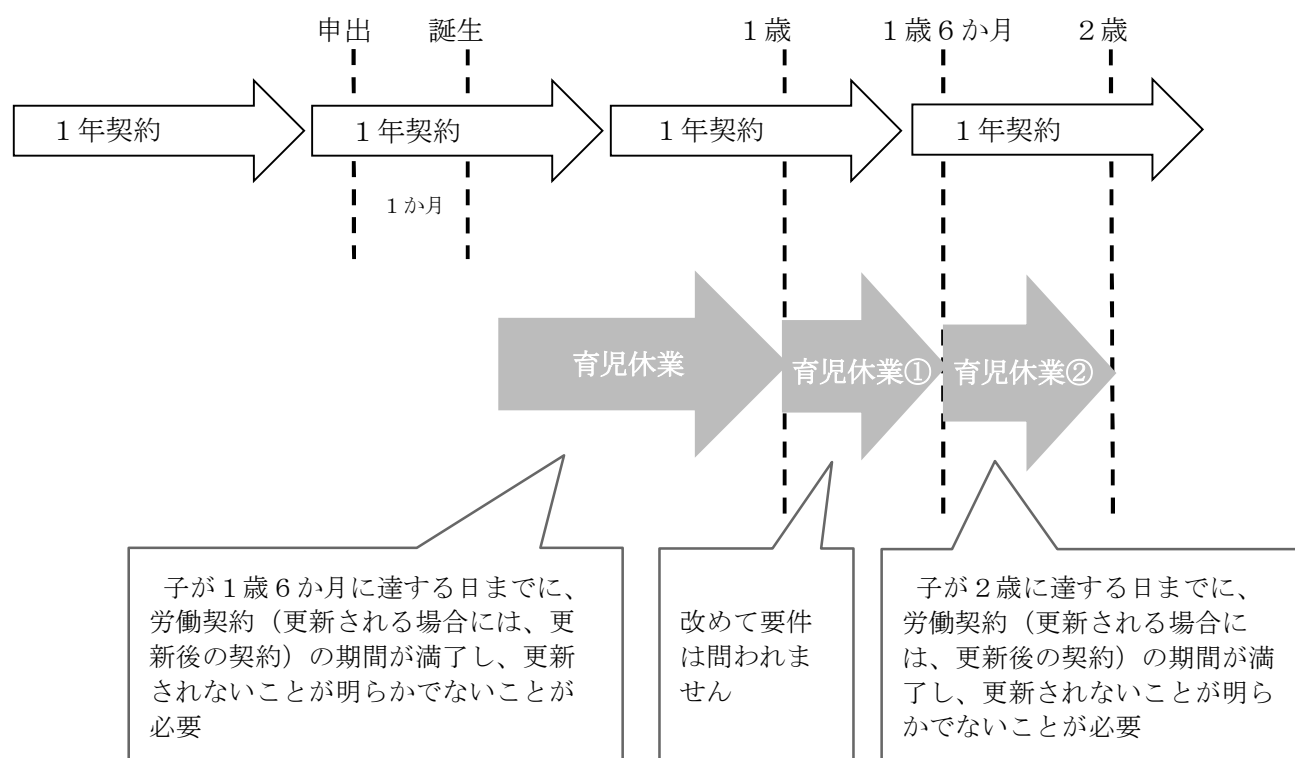 申出
誕生
１歳
１歳６か月
２歳
１年契約
１年契約
１年契約
１年契約
１か月
育児休業
育児休業①
育児休業②
子が１歳６か月に達する日までに、
労働契約（更新される場合には、更
新後の契約）の期間が満了し、更新
されないことが明らかでないことが
必要
改めて要件
は問われま
せん
子が２歳に達する日までに、
労働契約（更新される場合に
は、更新後の契約）の期間が満
了し、更新されないことが明ら
かでないことが必要